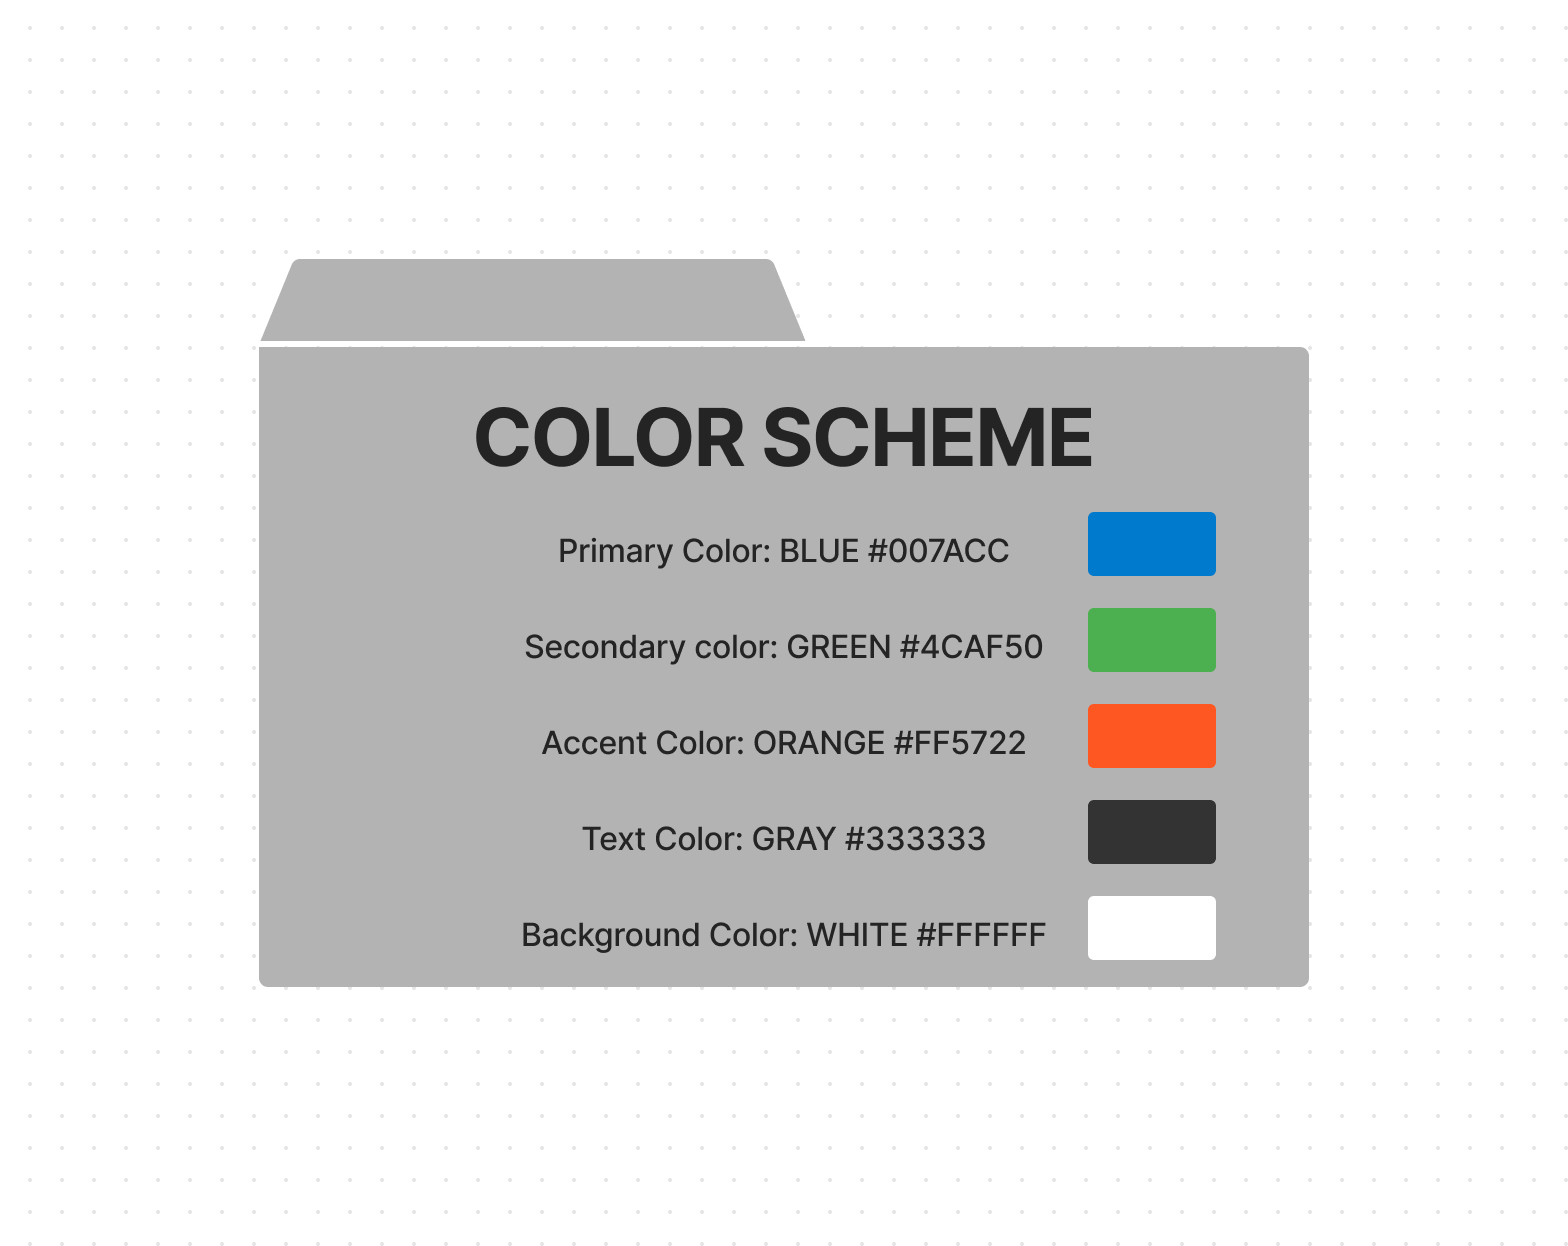 COLOR SCHEME
Primary Color: BLUE #007ACC
Secondary color: GREEN #4CAF50
Accent Color: ORANGE #FF5722
Text Color: GRAY #333333
Background Color: WHITE #FFFFFF